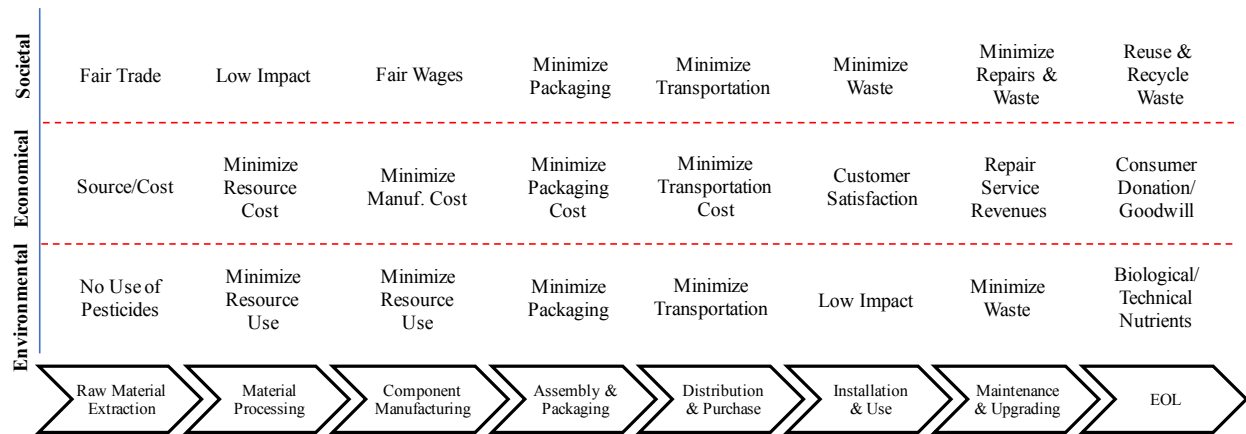 Societal
Fair Trade
Low Impact
Fair Wages
Minimize
Packaging
Minimize
Transportation
Minimize
Waste
Minimize
Repairs &
Waste
Reuse &
Recycle
Waste
Economical
Source/Cost
Minimize
Resource
Cost
Minimize
Manuf. Cost
Minimize
Packaging
Cost
Minimize
Transportation
Cost
Customer
Satisfaction
Repair
Service
Revenues
Consumer
Donation/
Goodwill
Environmental
No Use of
Pesticides
Minimize
Resource
Use
Minimize
Resource
Use
Minimize
Packaging
Minimize
Transportation
Low Impact
Minimize
Waste
Biological/
Technical
Nutrients
Raw Material
Extraction
Material
Processing
Component
Manufacturing
Assembly &
Packaging
Distribution
& Purchase
Installation
& Use
Maintenance
& Upgrading
EOL